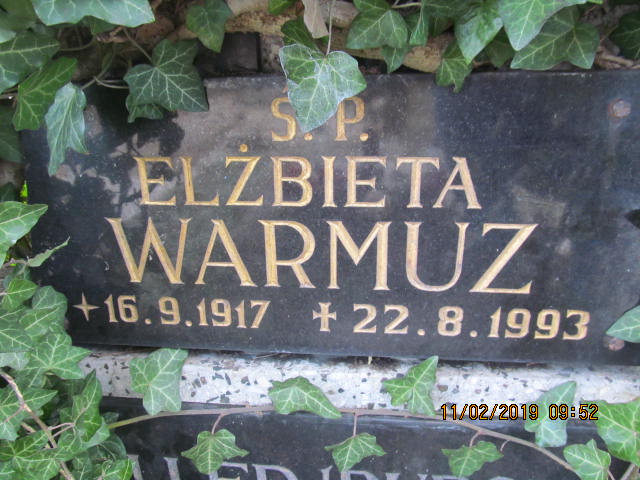 Ś. P.
ELŻBIETA
WARMUZ
✦ 16.9.1917 ✠ 22.8.1993
11/02/2019 09:52